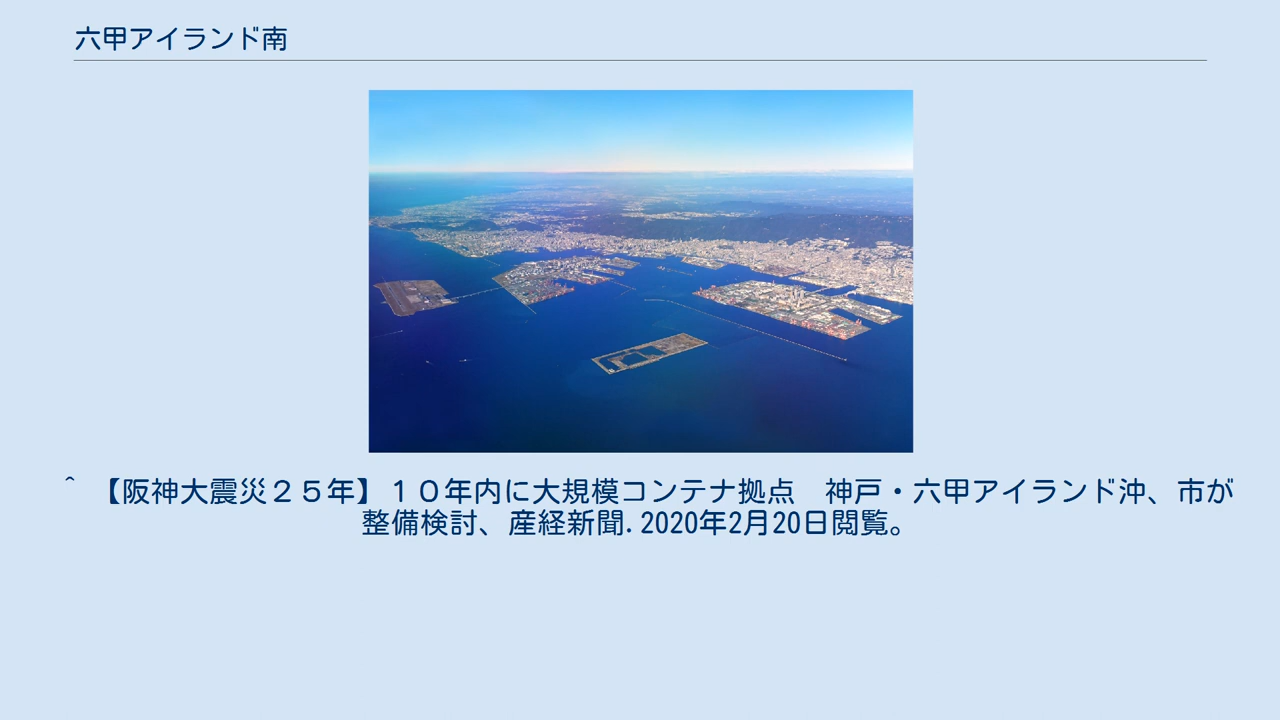 六甲アイランド南
^ 【阪神大震災２５年】１０年内に大規模コンテナ拠点　神戸・六甲アイランド沖、市が
整備検討、産経新聞.2020年2月20日閲覧。